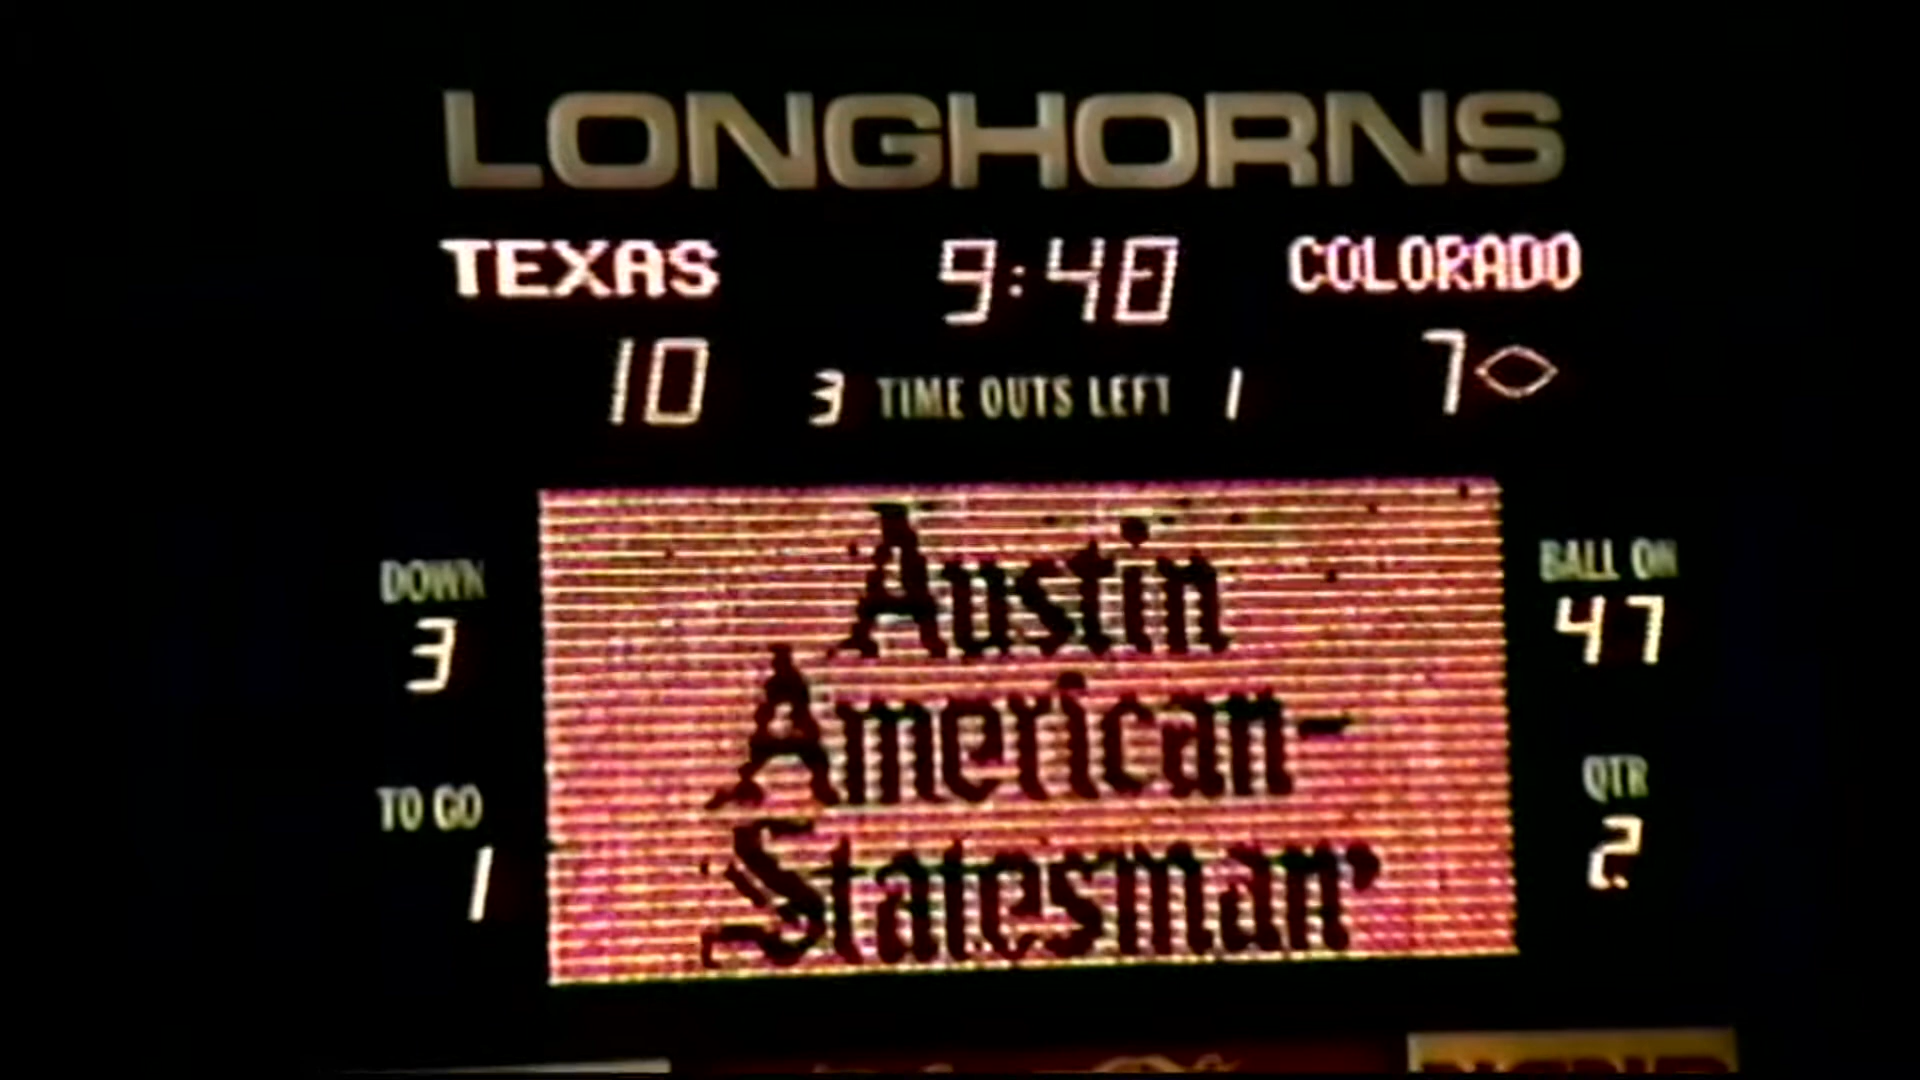 LONGHORNS
TEXAS 9:40 COLORADO
10 3 TIME OUTS LEFT 1 7
Austin
American-
Statesman
DOWN
3
TO GO
1
BALL ON
47
QTR
2